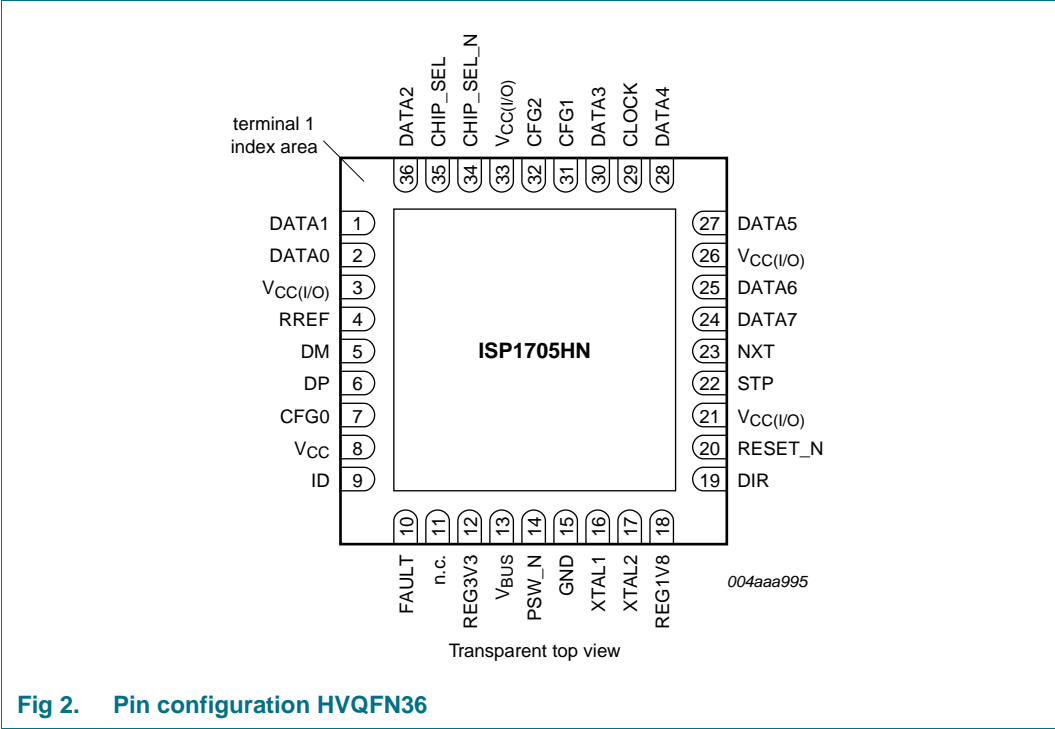 DATA2
CHIP_SEL
CHIP_SEL_N
VCC(I/O)
CFG2
CFG1
DATA3
CLOCK
DATA4
terminal 1
index area
36
35
34
33
32
31
30
29
28
DATA1 1
DATA0 2
VCC(I/O) 3
RREF 4
DM 5
DP 6
CFG0 7
VCC 8
ID 9
ISP1705HN
27 DATA5
26 VCC(I/O)
25 DATA6
24 DATA7
23 NXT
22 STP
21 VCC(I/O)
20 RESET_N
19 DIR
10
11
12
13
14
15
16
17
18
FAULT
n.c.
REG3V3
VBUS
PSW_N
GND
XTAL1
XTAL2
REG1V8
004aaa995
Transparent top view
Fig 2. Pin configuration HVQFN36